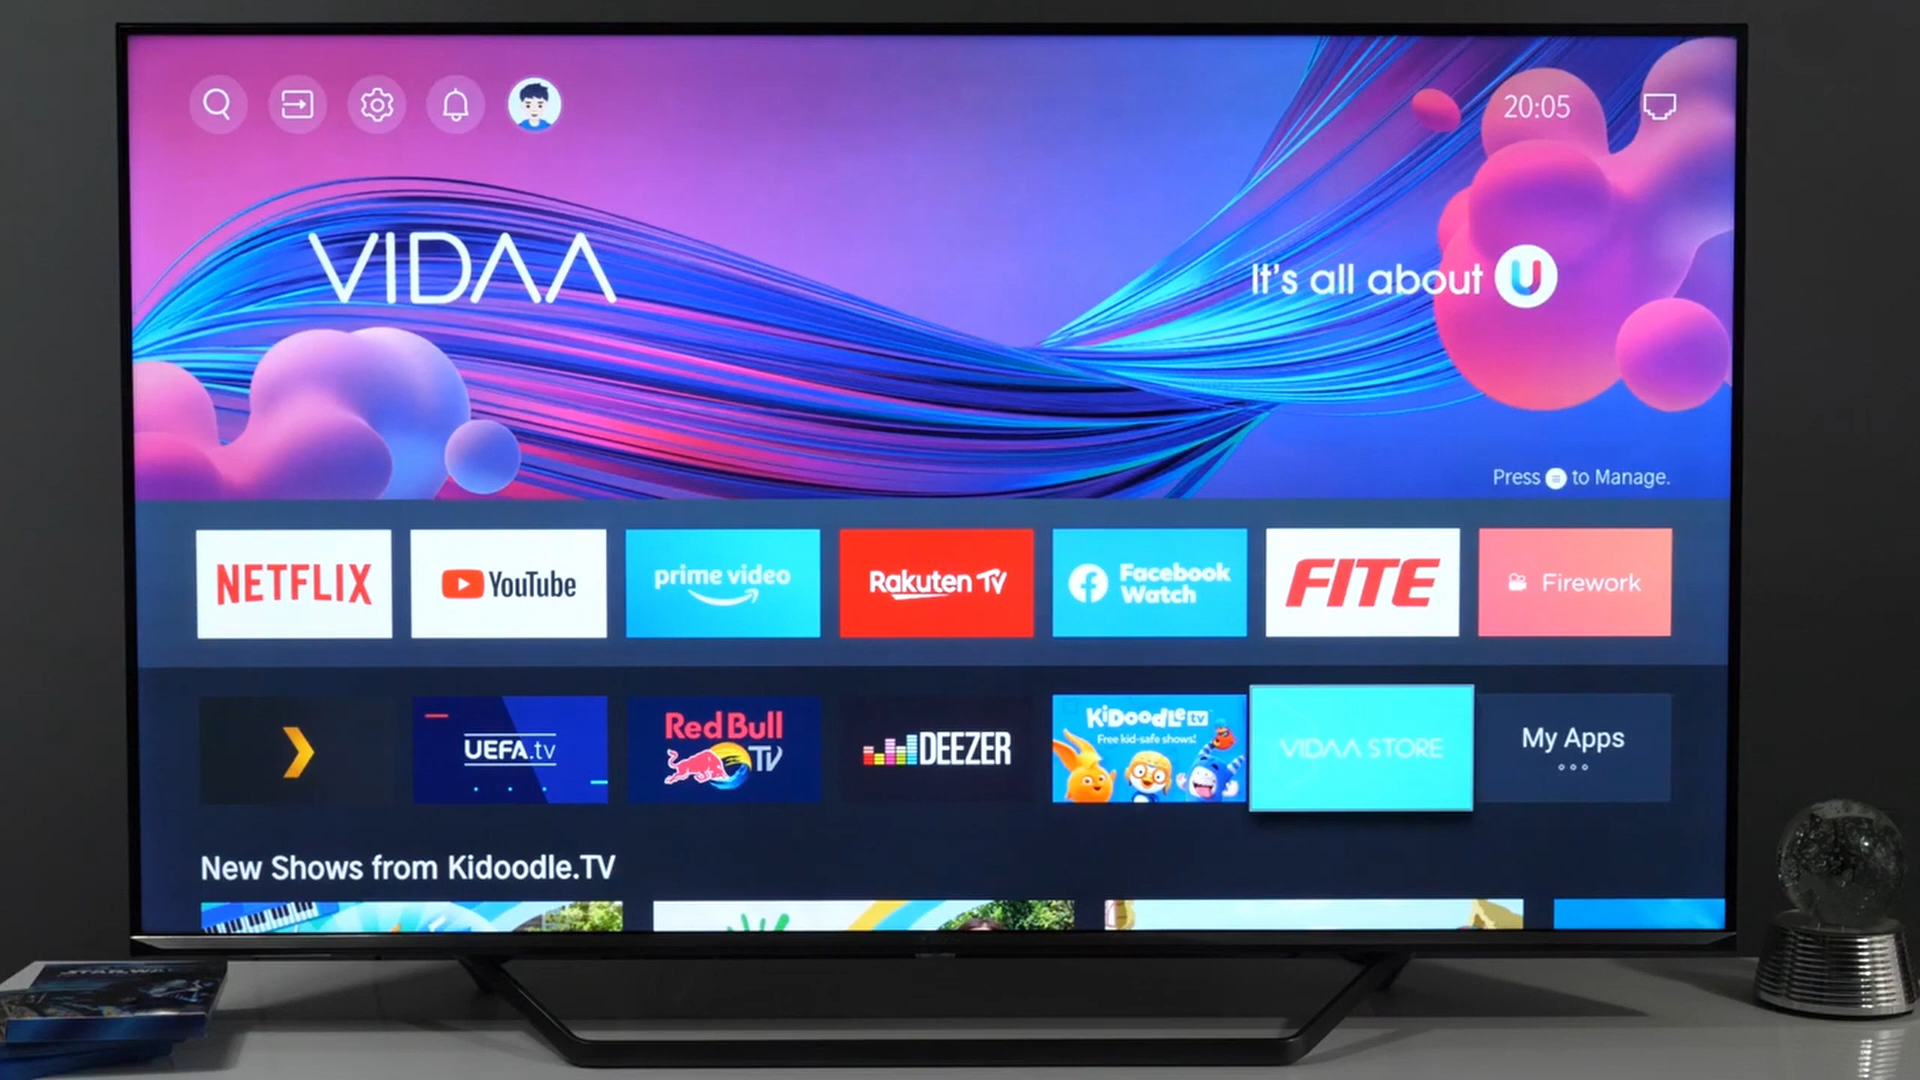 20:05
VIDAA
It's all about U
Press to Manage.
NETFLIX
YouTube
prime video
Rakuten TV
Facebook
Watch
FITE
Firework
UEFA.tv
Red Bull
TV
DEEZER
KiDooDLE tv
Free kid-safe shows!
VIDAA STORE
My Apps
New Shows from Kidoodle.TV
STAR WARS